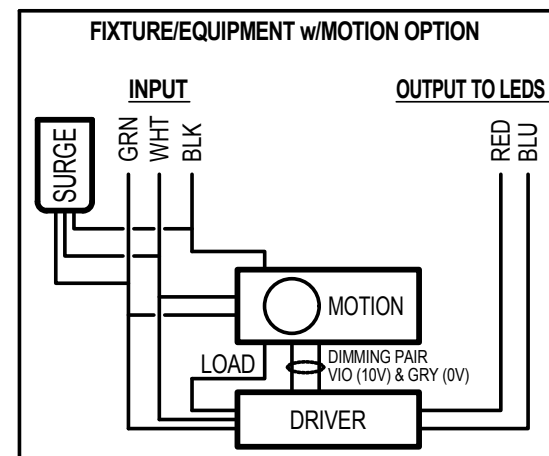 FIXTURE/EQUIPMENT w/MOTION OPTION
INPUT
OUTPUT TO LEDS
SURGE
GRN
WHT
BLK
RED
BLU
MOTION
LOAD
DIMMING PAIR
VIO (10V) & GRY (0V)
DRIVER